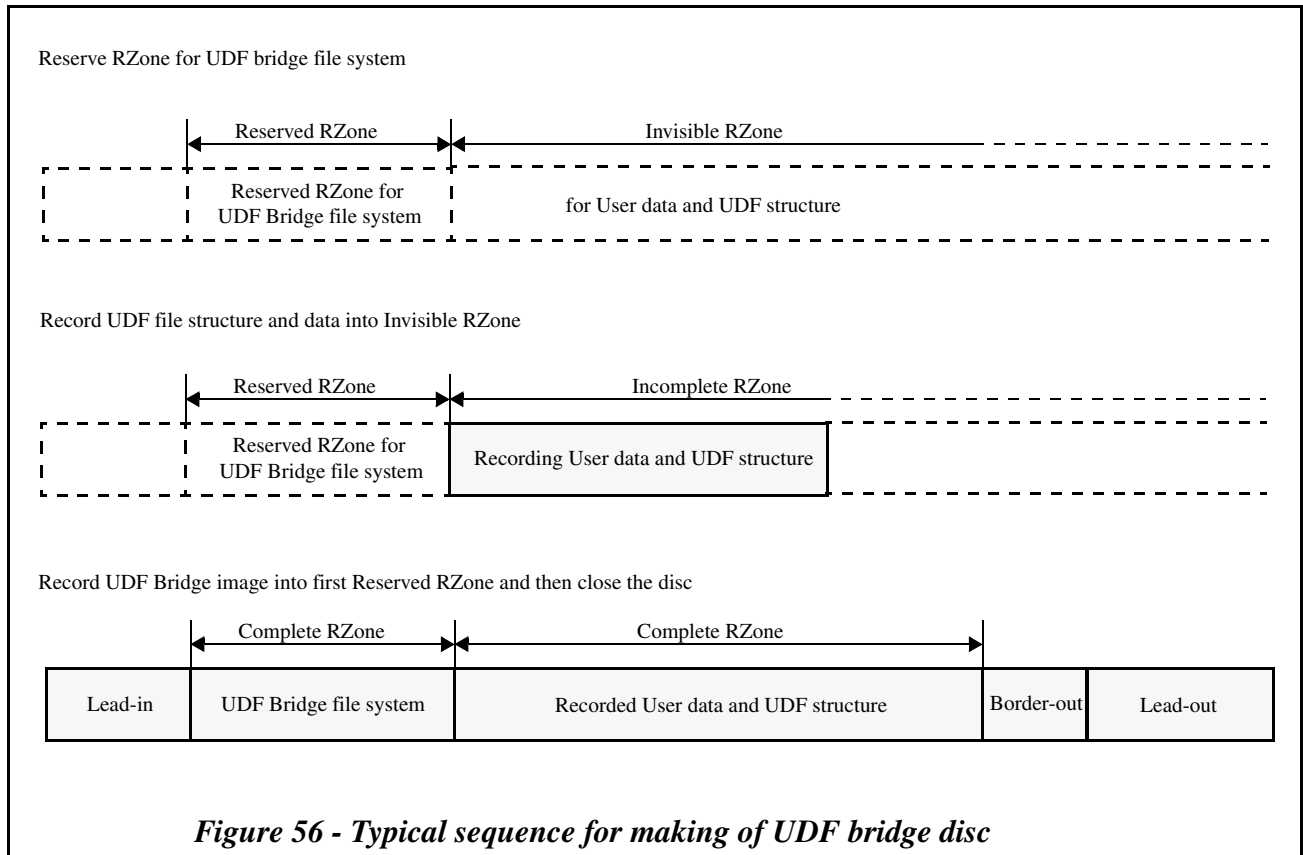 Reserve RZone for UDF bridge file system
Reserved RZone
Invisible RZone
Reserved RZone for
UDF Bridge file system
for User data and UDF structure
Record UDF file structure and data into Invisible RZone
Reserved RZone
Incomplete RZone
Reserved RZone for
UDF Bridge file system
Recording User data and UDF structure
Record UDF Bridge image into first Reserved RZone and then close the disc
Complete RZone
Complete RZone
Lead-in
UDF Bridge file system
Recorded User data and UDF structure
Border-out
Lead-out
Figure 56 - Typical sequence for making of UDF bridge disc